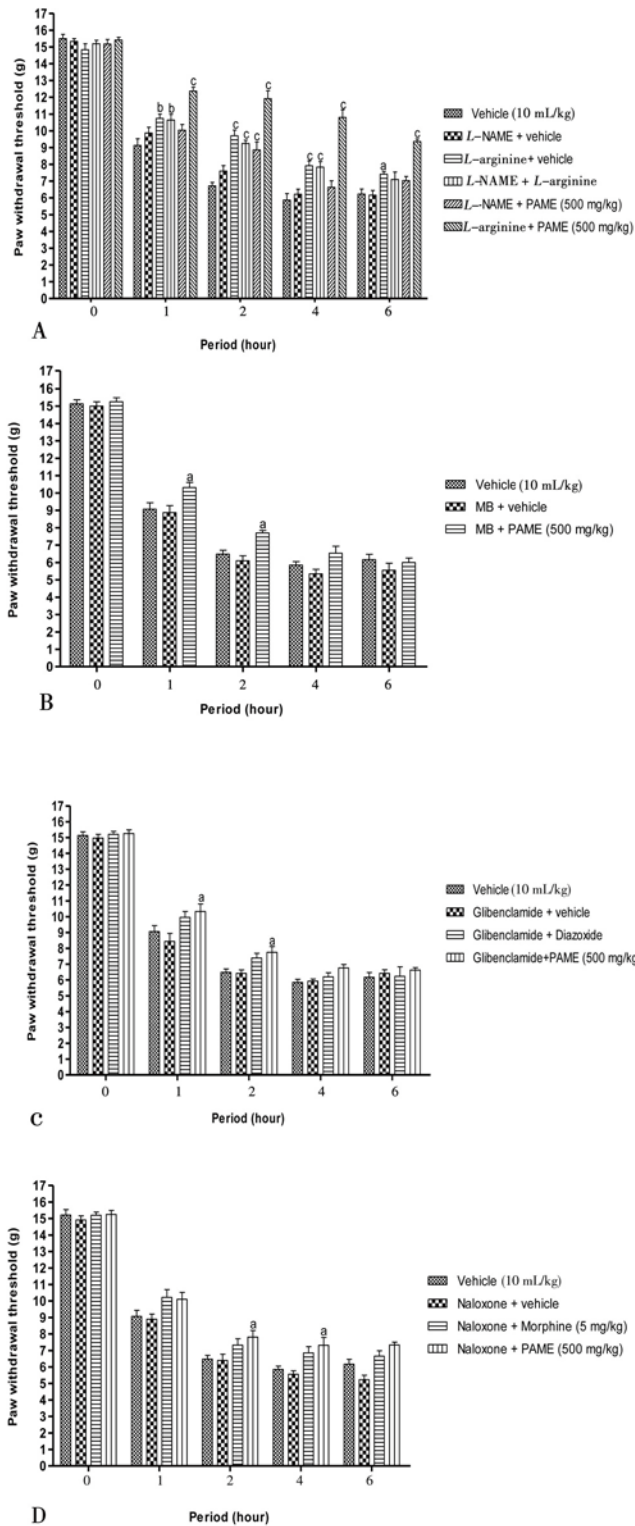 Paw withdrawal threshold (g)
17
16
15
14
13
12
11
10
9
8
7
6
5
4
3
2
1
0
b b c
c c c c
c c c
a c
0 1 2 4 6
Period (hour)
A
Vehicle (10 mL/kg)
L-NAME + vehicle
L-arginine+ vehicle
L-NAME + L-arginine
L-NAME + PAME (500 mg/kg)
L-arginine + PAME (500 mg/kg)
Paw withdrawal threshold (g)
17
16
15
14
13
12
11
10
9
8
7
6
5
4
3
2
1
0
a
a
0 1 2 4 6
Period (hour)
B
Vehicle (10 mL/kg)
MB + vehicle
MB + PAME (500 mg/kg)
Paw withdrawal threshold (g)
17
16
15
14
13
12
11
10
9
8
7
6
5
4
3
2
1
0
a
a
0 1 2 4 6
Period (hour)
C
Vehicle (10 mL/kg)
Glibenclamide + vehicle
Glibenclamide + Diazoxide
Glibenclamide+PAME (500 mg/kg
Paw withdrawal threshold (g)
17
16
15
14
13
12
11
10
9
8
7
6
5
4
3
2
1
0
a
a
0 1 2 4 6
Period (hour)
D
Vehicle (10 mL/kg)
Naloxone + vehicle
Naloxone + Morphine (5 mg/kg)
Naloxone + PAME (500 mg/kg)